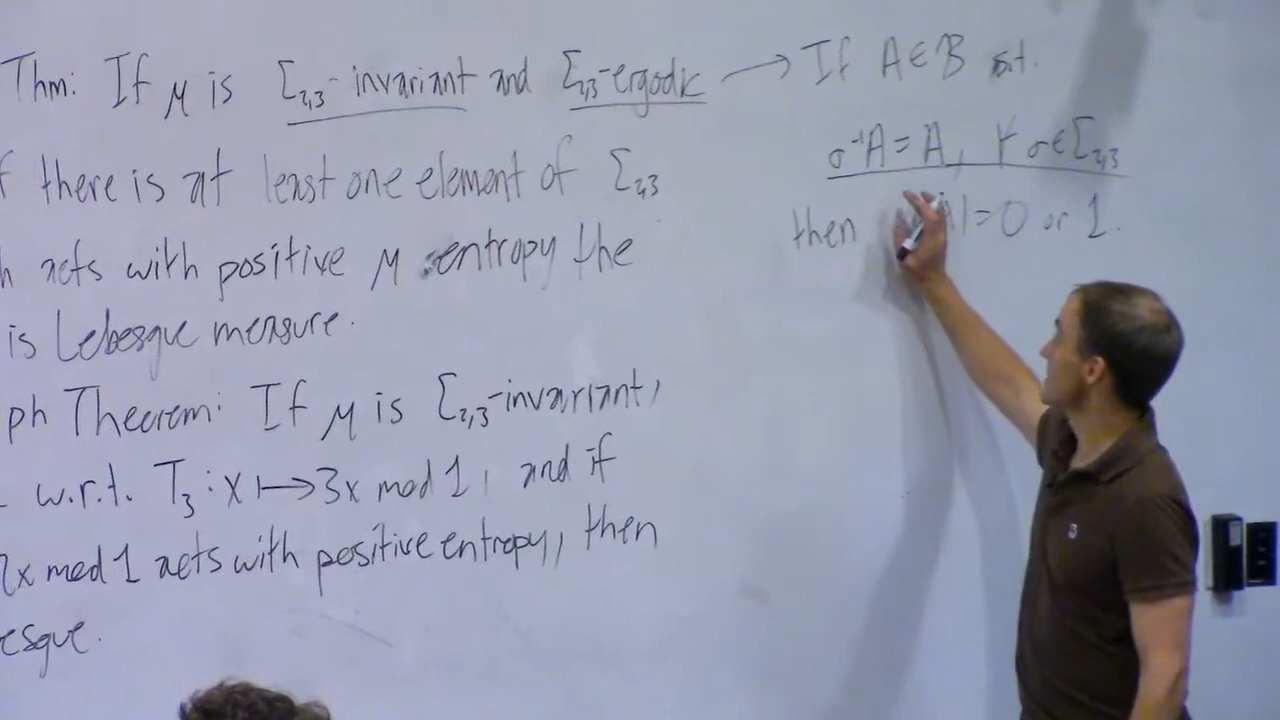 Thm: If μ is Σ₂,₃-invariant and Σ₂,₃-ergodic → If A∈B s.t.
σ⁻¹A = A, ∀ σ∈Σ₂,₃
then = 0 or 1.
f there is at least one element of Σ₂,₃
h acts with positive μ entropy the
is Lebesgue measure.
ph Theorem: If μ is Σ₂,₃-invariant,
w.r.t. T₃: x ↦ 3x mod 1, and if
2x mod 1 acts with positive entropy, then
esgue.